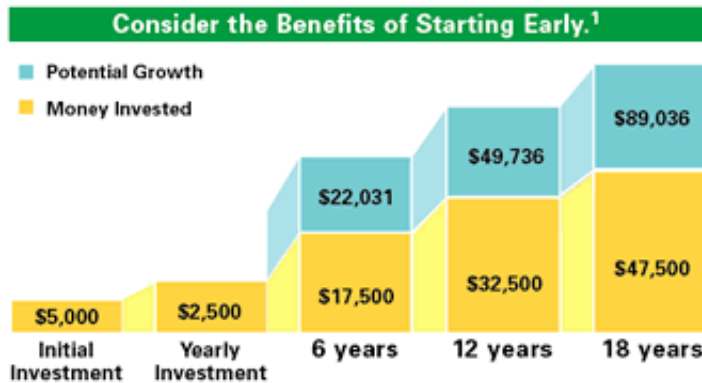 Consider the Benefits of Starting Early.1
Potential Growth
Money Invested
$89,036
$49,736
$22,031
$47,500
$32,500
$17,500
$2,500
$5,000
Initial
Investment
Yearly
Investment
6 years
12 years
18 years